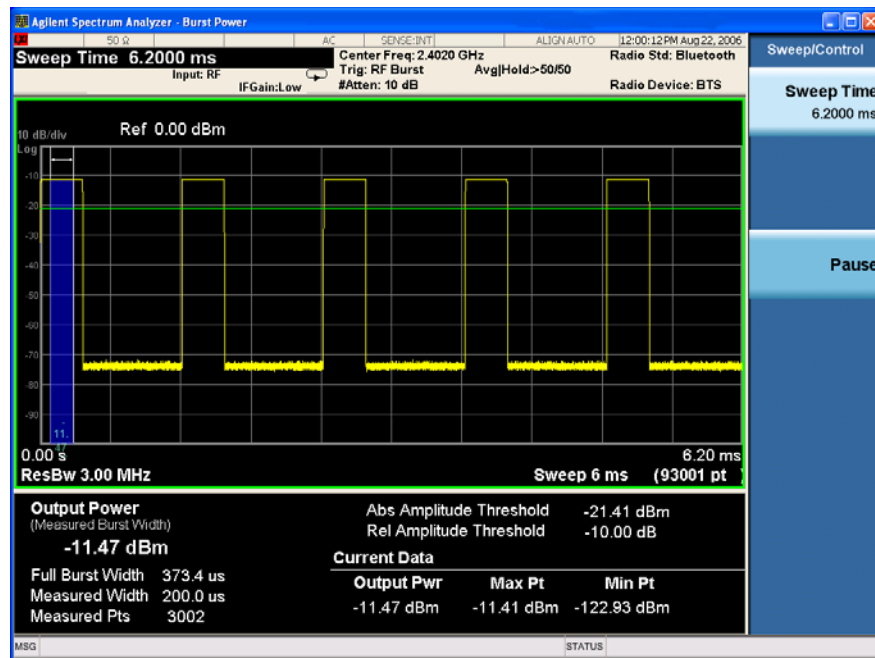 Agilent Spectrum Analyzer - Burst Power
50 Ω AC SENSE:INT ALIGN AUTO 12:00:12 PM Aug 22, 2006
Sweep Time 6.2000 ms
Input: RF
IFGain:Low
Center Freq: 2.4020 GHz
Trig: RF Burst Avg|Hold:>50/50
#Atten: 10 dB
Radio Std: Bluetooth
Radio Device: BTS
Sweep/Control
Sweep Time
6.2000 ms
Pause
10 dB/div Ref 0.00 dBm
Log
-10
-20
-30
-40
-50
-60
-70
-80
-90
-
11.
47
0.00 s 6.20 ms
ResBw 3.00 MHz Sweep 6 ms (93001 pt )
Output Power
(Measured Burst Width)
-11.47 dBm
Full Burst Width 373.4 us
Measured Width 200.0 us
Measured Pts 3002
Abs Amplitude Threshold -21.41 dBm
Rel Amplitude Threshold -10.00 dB
Current Data
Output Pwr Max Pt Min Pt
-11.47 dBm -11.41 dBm -122.93 dBm
MSG STATUS